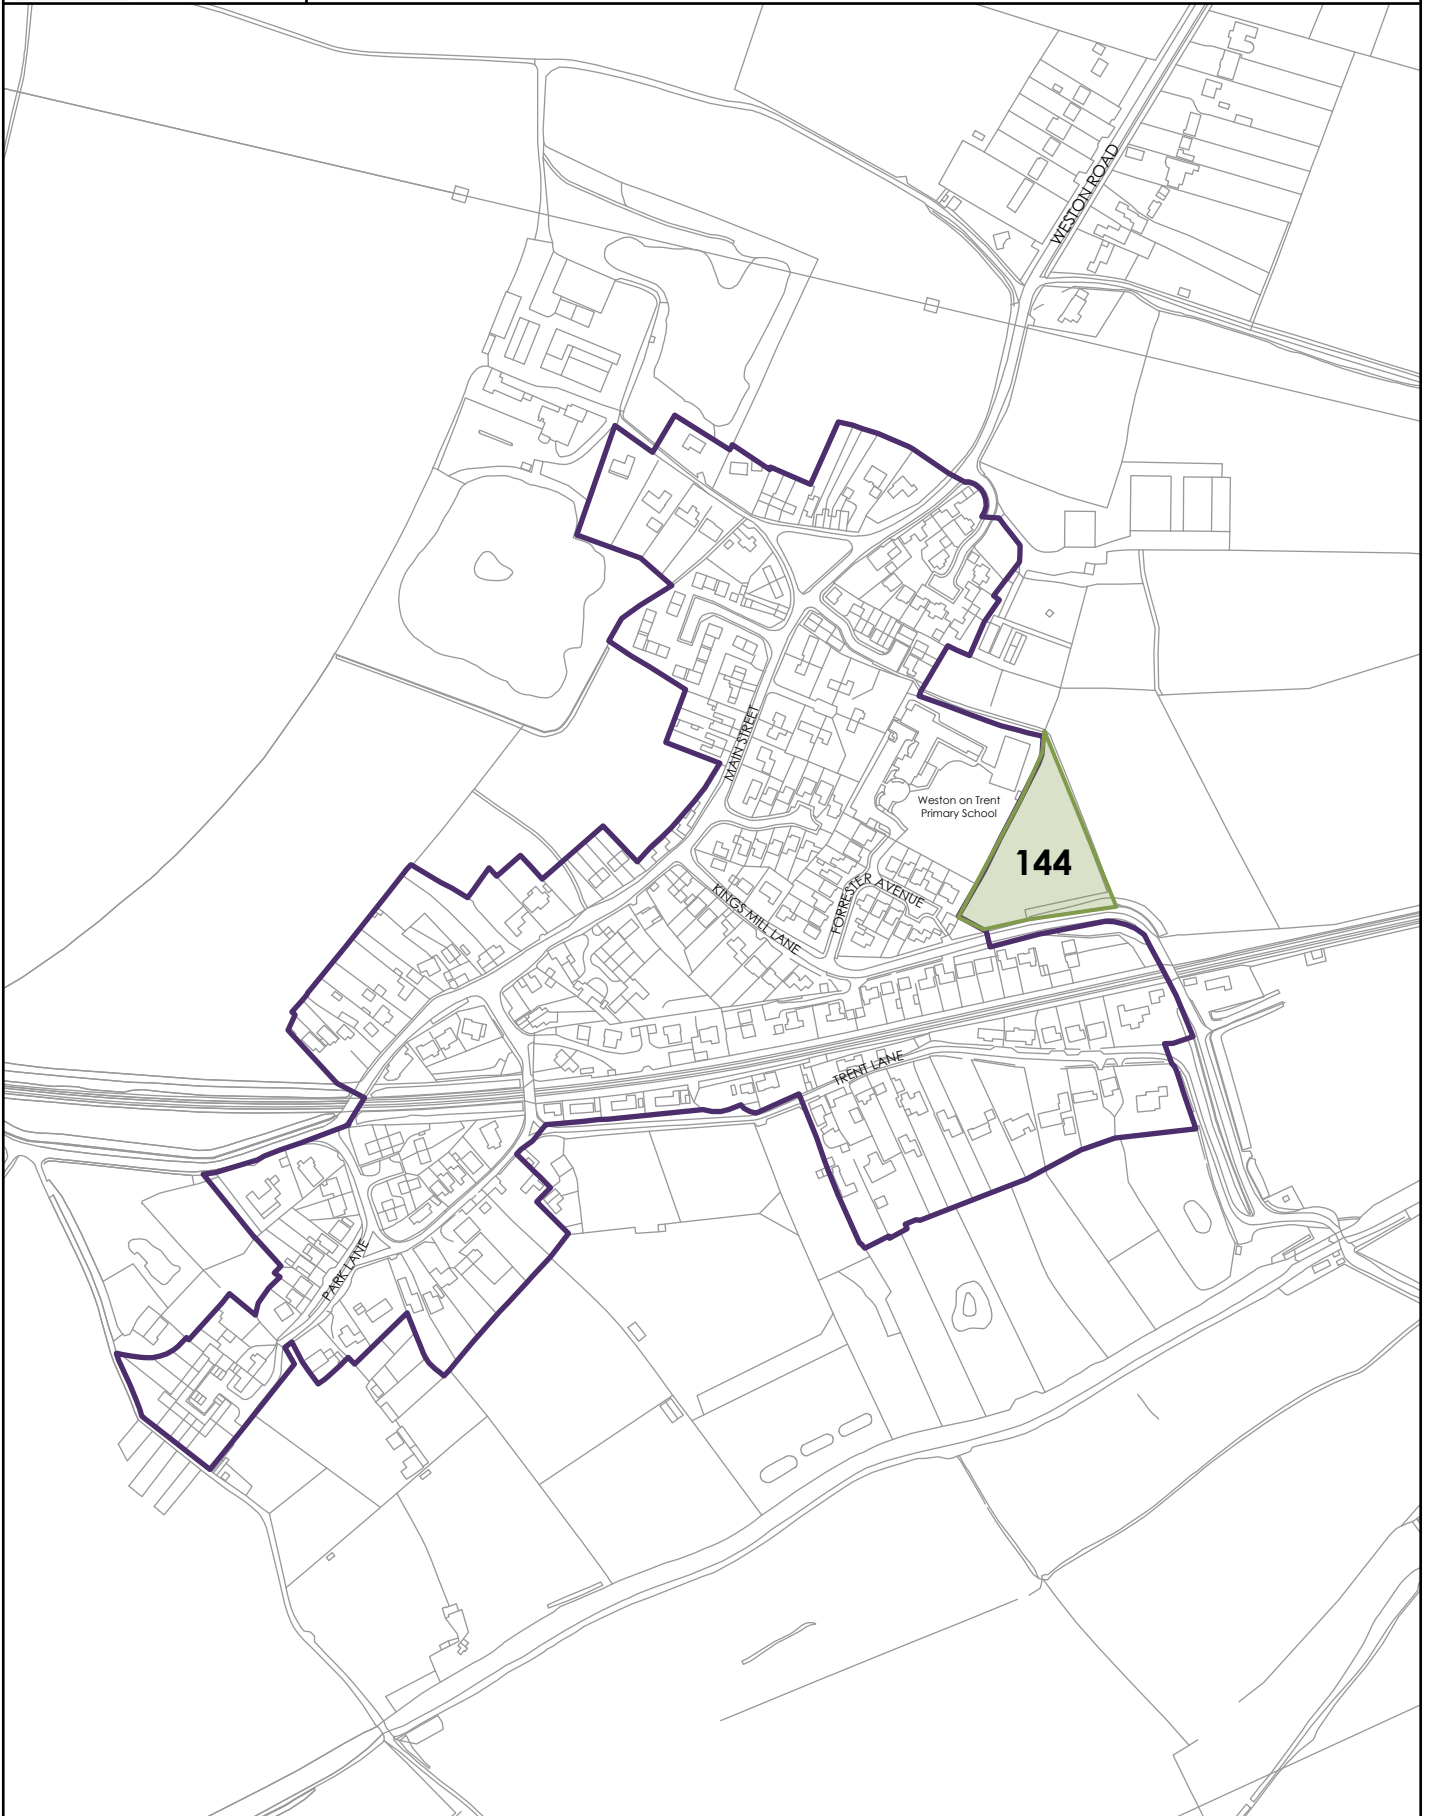 WESTON ROAD
MAIN STREET
Weston on Trent
Primary School
144
FORRESTER AVENUE
KINGS MILL LANE
TRENT LANE
PARK LANE